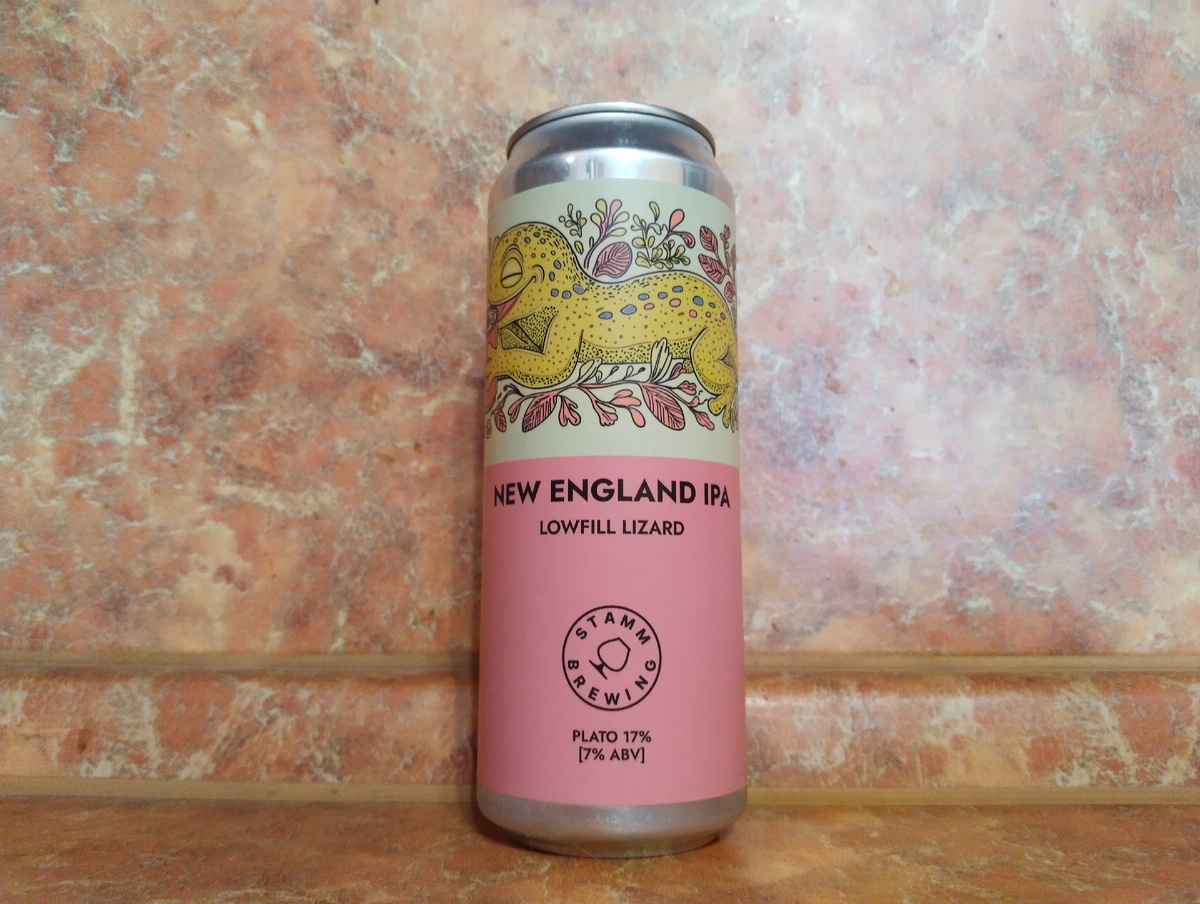 NEW ENGLAND IPA
LOWFILL LIZARD
STAMM
BREWING
PLATO 17%
[7% ABV]